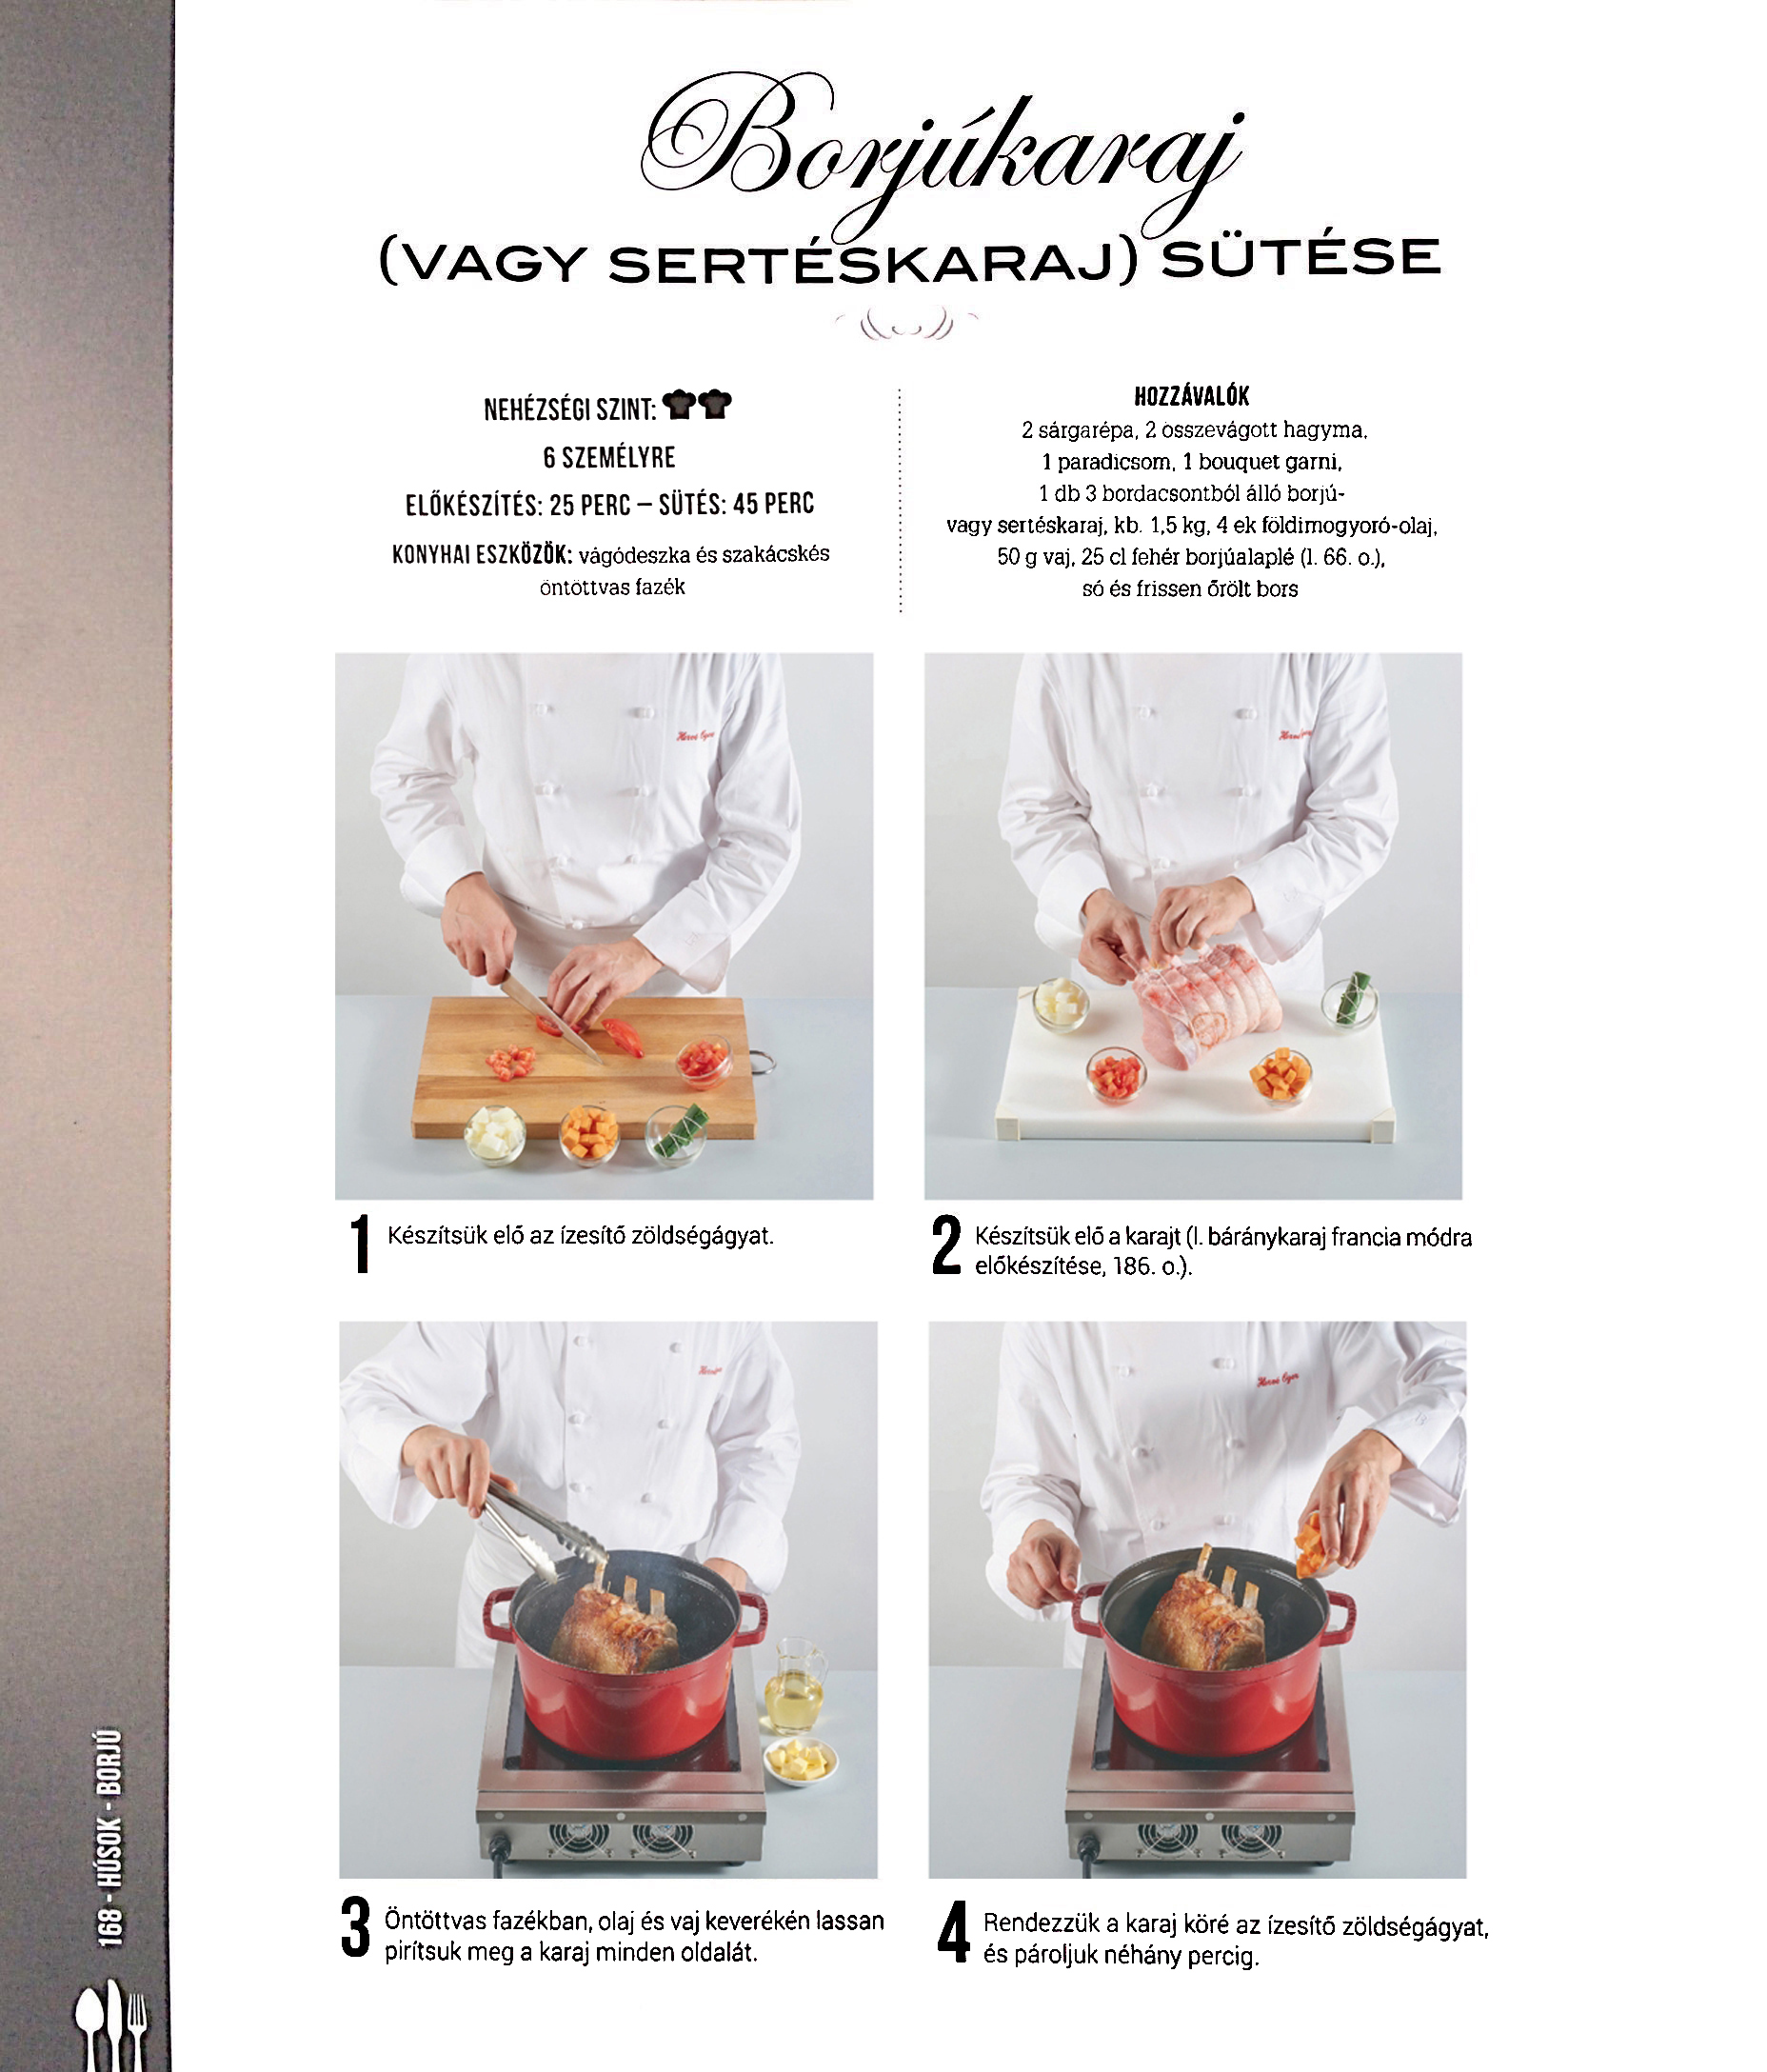 Borjúkaraj
(VAGY SERTÉSKARAJ) SÜTÉSE
NEHÉZSÉGI SZINT:
6 SZEMÉLYRE
ELŐKÉSZÍTÉS: 25 PERC – SÜTÉS: 45 PERC
KONYHAI ESZKÖZÖK: vágódeszka és szakácskés
öntöttvas fazék
HOZZÁVALÓK
2 sárgarépa, 2 összevágott hagyma,
1 paradicsom, 1 bouquet garni,
1 db 3 bordacsontból álló borjú-
vagy sertéskaraj, kb. 1,5 kg, 4 ek földimogyoró-olaj,
50 g vaj, 25 cl fehér borjúalaplé (l. 66. o.),
só és frissen őrölt bors
1 Készítsük elő az ízesítő zöldségágyat.
2 Készítsük elő a karajt (l. báránykaraj francia módra
előkészítése, 186. o.).
3 Öntöttvas fazékban, olaj és vaj keverékén lassan
pirítsuk meg a karaj minden oldalát.
4 Rendezzük a karaj köré az ízesítő zöldségágyat,
és pároljuk néhány percig.
168 - HÚSOK - BORJÚ